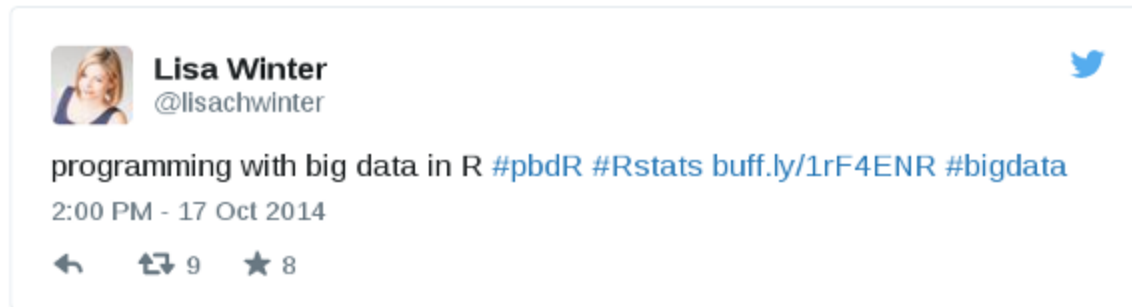 Lisa Winter
@lisachwinter
programming with big data in R #pbdR #Rstats buff.ly/1rF4ENR #bigdata
2:00 PM - 17 Oct 2014
9 8